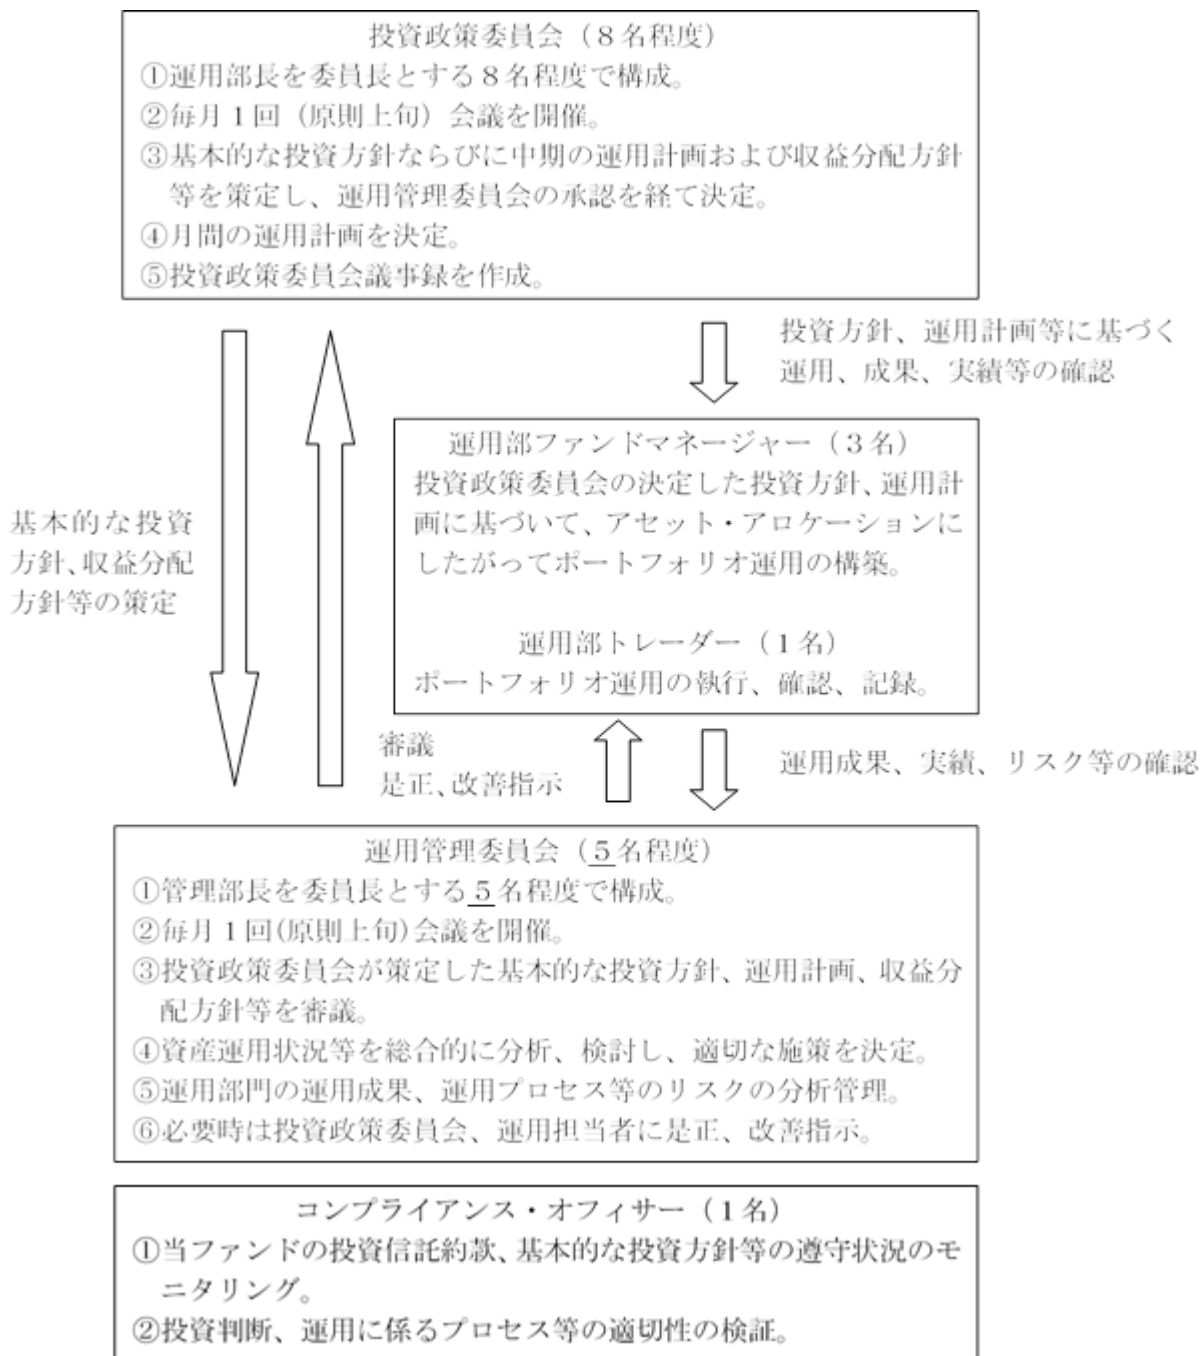 投資政策委員会（８名程度）
①運用部長を委員長とする８名程度で構成。
②毎月１回（原則上旬）会議を開催。
③基本的な投資方針ならびに中期の運用計画および収益分配方針
等を策定し、運用管理委員会の承認を経て決定。
④月間の運用計画を決定。
⑤投資政策委員会議事録を作成。
投資方針、運用計画等に基づく
運用、成果、実績等の確認
運用部ファンドマネージャー（３名）
投資政策委員会の決定した投資方針、運用計
画に基づいて、アセット・アロケーションに
したがってポートフォリオ運用の構築。
運用部トレーダー（１名）
ポートフォリオ運用の執行、確認、記録。
基本的な投資
方針、収益分配
方針等の策定
審議
是正、改善指示
運用成果、実績、リスク等の確認
運用管理委員会（５名程度）
①管理部長を委員長とする５名程度で構成。
②毎月１回(原則上旬)会議を開催。
③投資政策委員会が策定した基本的な投資方針、運用計画、収益分
配方針等を審議。
④資産運用状況等を総合的に分析、検討し、適切な施策を決定。
⑤運用部門の運用成果、運用プロセス等のリスクの分析管理。
⑥必要時は投資政策委員会、運用担当者に是正、改善指示。
コンプライアンス・オフィサー（１名）
①当ファンドの投資信託約款、基本的な投資方針等の遵守状況のモ
ニタリング。
②投資判断、運用に係るプロセス等の適切性の検証。